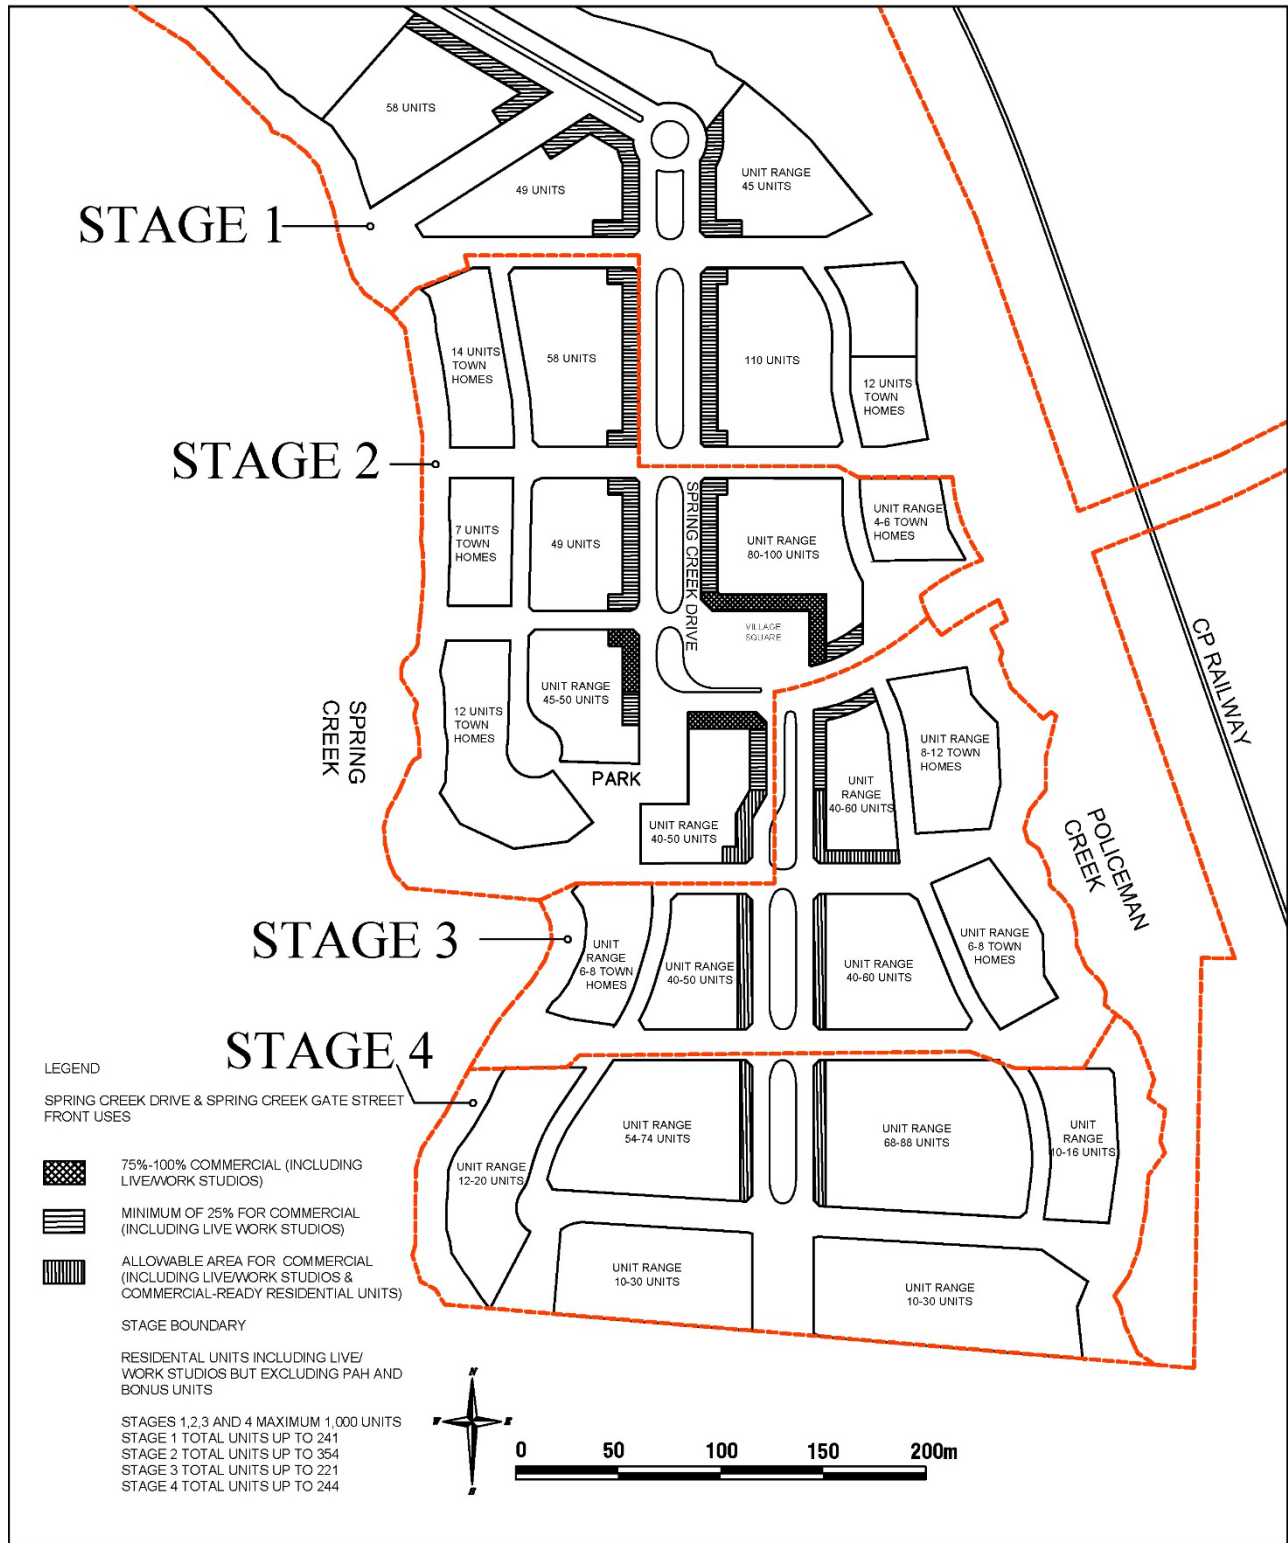 58 UNITS
49 UNITS
UNIT RANGE
45 UNITS
STAGE 1
14 UNITS
TOWN
HOMES
58 UNITS
110 UNITS
12 UNITS
TOWN
HOMES
STAGE 2
7 UNITS
TOWN
HOMES
49 UNITS
SPRING CREEK DRIVE
UNIT RANGE
80-100 UNITS
UNIT RANGE
4-6 TOWN
HOMES
VILLAGE
SQUARE
CP RAILWAY
SPRING
CREEK
12 UNITS
TOWN
HOMES
UNIT RANGE
45-50 UNITS
PARK
UNIT RANGE
40-50 UNITS
UNIT
RANGE
40-60 UNITS
UNIT RANGE
8-12 TOWN
HOMES
POLICEMAN
CREEK
STAGE 3
UNIT
RANGE
6-8 TOWN
HOMES
UNIT RANGE
40-50 UNITS
UNIT RANGE
40-60 UNITS
UNIT RANGE
6-8 TOWN
HOMES
STAGE 4
UNIT RANGE
12-20 UNITS
UNIT RANGE
54-74 UNITS
UNIT RANGE
68-88 UNITS
UNIT
RANGE
10-16 UNITS
UNIT RANGE
10-30 UNITS
UNIT RANGE
10-30 UNITS
LEGEND
SPRING CREEK DRIVE & SPRING CREEK GATE STREET
FRONT USES
75%-100% COMMERCIAL (INCLUDING
LIVE/WORK STUDIOS)
MINIMUM OF 25% FOR COMMERCIAL
(INCLUDING LIVE WORK STUDIOS)
ALLOWABLE AREA FOR COMMERCIAL
(INCLUDING LIVE/WORK STUDIOS &
COMMERCIAL-READY RESIDENTIAL UNITS)
STAGE BOUNDARY
RESIDENTAL UNITS INCLUDING LIVE/
WORK STUDIOS BUT EXCLUDING PAH AND
BONUS UNITS
STAGES 1,2,3 AND 4 MAXIMUM 1,000 UNITS
STAGE 1 TOTAL UNITS UP TO 241
STAGE 2 TOTAL UNITS UP TO 354
STAGE 3 TOTAL UNITS UP TO 221
STAGE 4 TOTAL UNITS UP TO 244
N
W E
S
0 50 100 150 200m